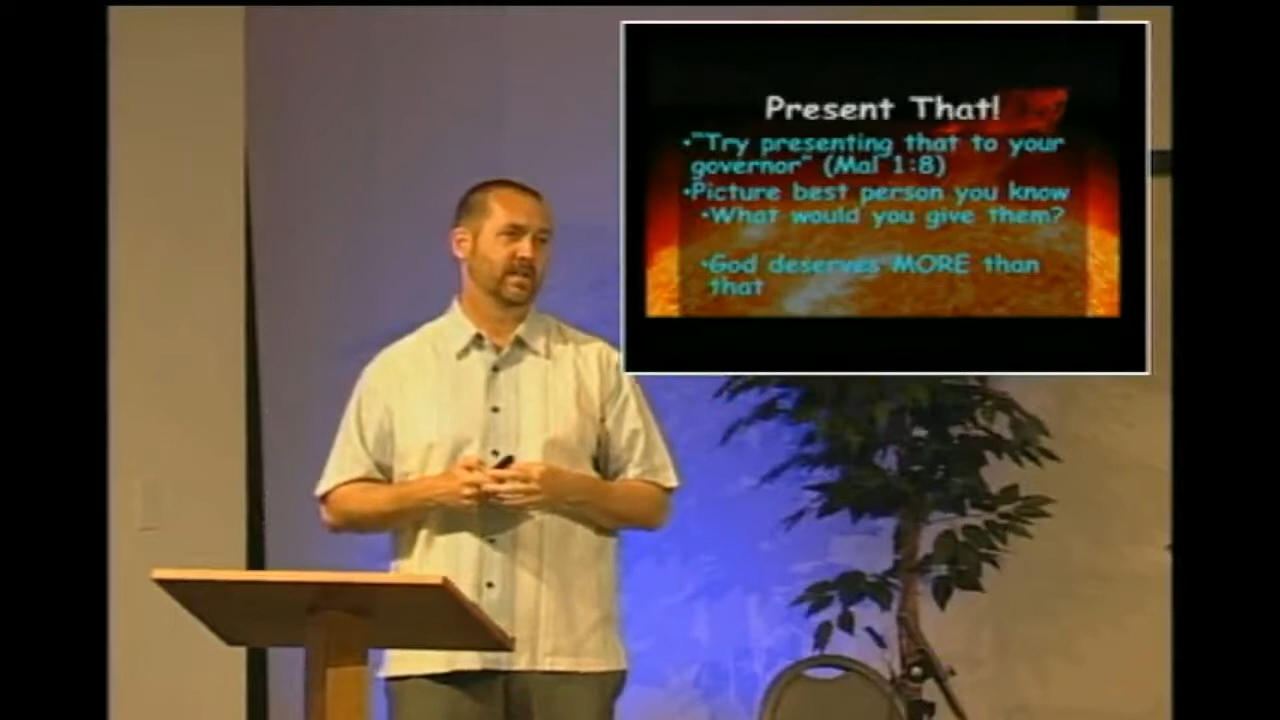 Present That!
•"Try presenting that to your
governor" (Mal 1:8)
•Picture best person you know
•What would you give them?
•God deserves MORE than
that